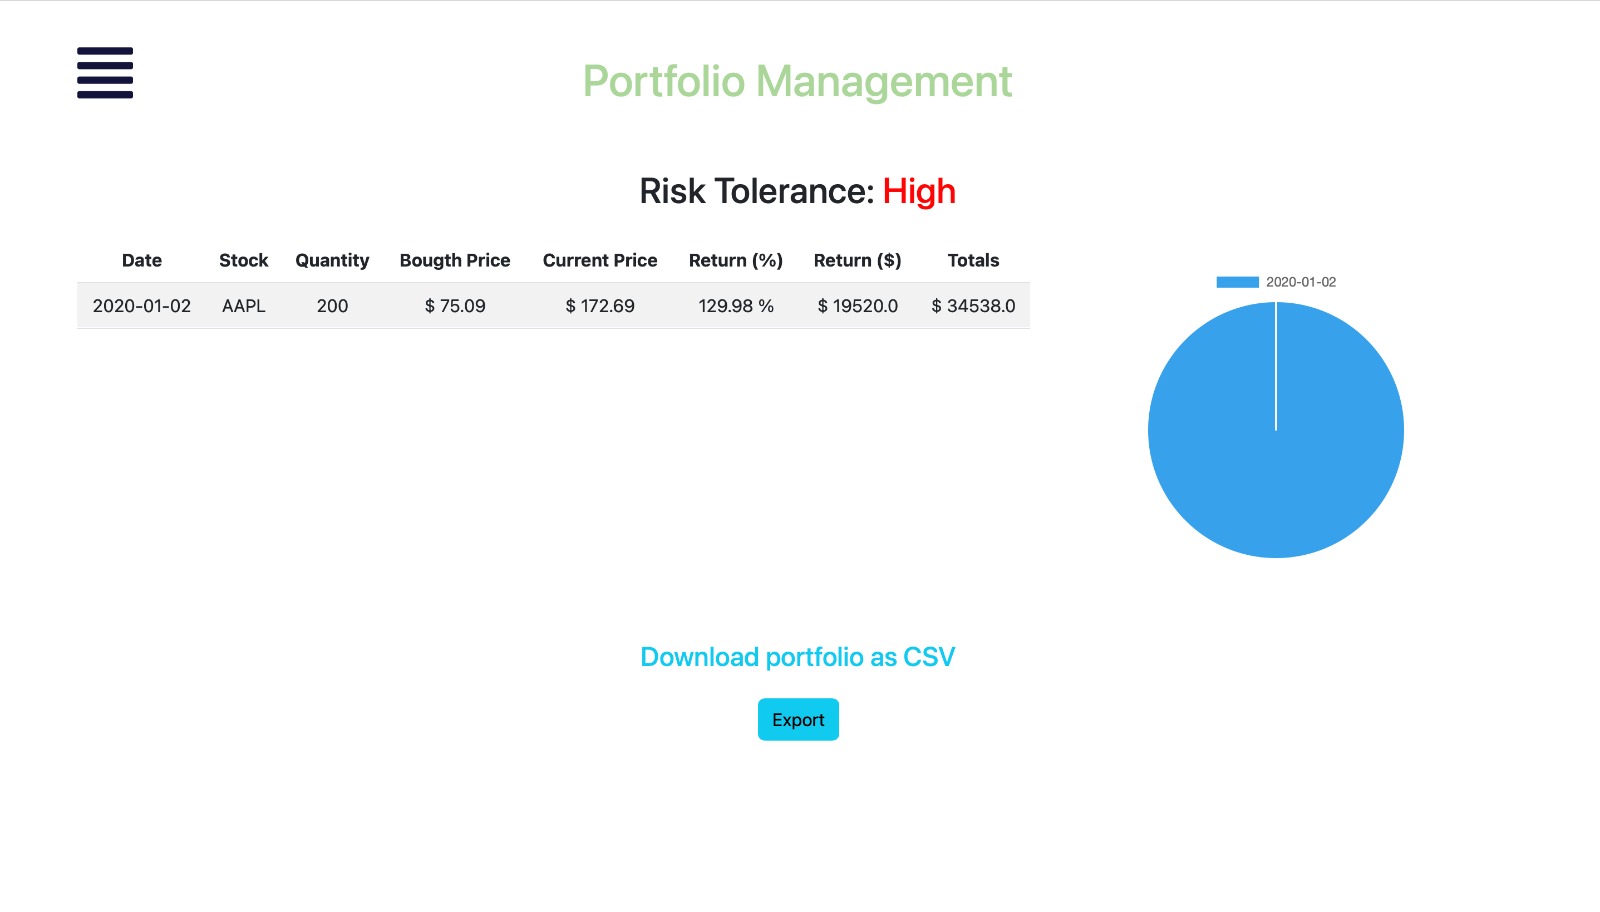 Portfolio Management
Risk Tolerance: High
Date Stock Quantity Bougth Price Current Price Return (%) Return ($) Totals
2020-01-02 AAPL 200 $ 75.09 $ 172.69 129.98 % $ 19520.0 $ 34538.0
2020-01-02
Download portfolio as CSV
Export